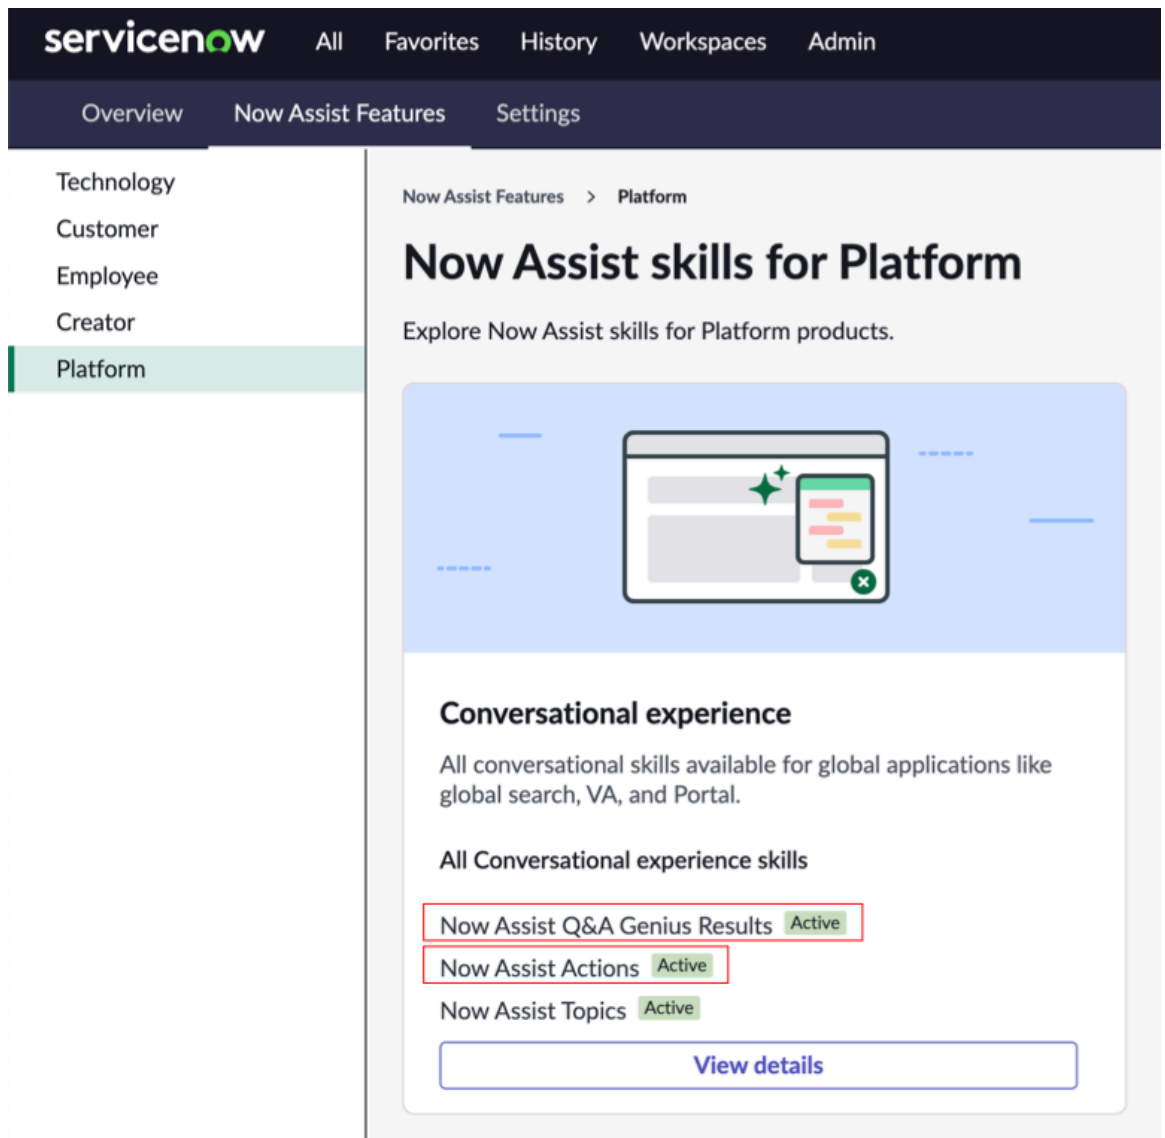 servicenow All Favorites History Workspaces Admin
Overview Now Assist Features Settings
Technology
Customer
Employee
Creator
Platform
Now Assist Features > Platform
Now Assist skills for Platform
Explore Now Assist skills for Platform products.
Conversational experience
All conversational skills available for global applications like
global search, VA, and Portal.
All Conversational experience skills
Now Assist Q&A Genius Results Active
Now Assist Actions Active
Now Assist Topics Active
View details